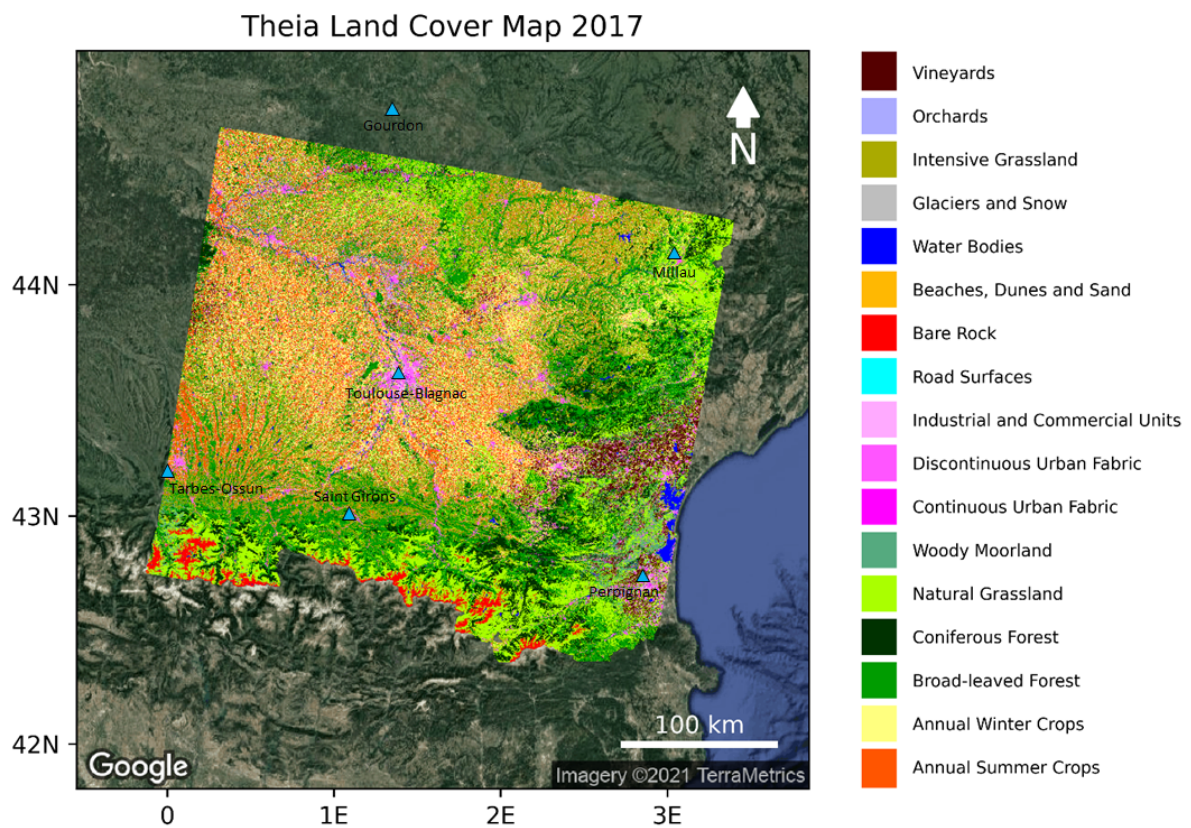 Theia Land Cover Map 2017
Gourdon
N
44N
Millau
Toulouse-Blagnac
Tarbes-Ossun
Saint Girons
43N
Perpignan
100 km
42N
Google
Imagery ©2021 TerraMetrics
0
1E
2E
3E
Vineyards
Orchards
Intensive Grassland
Glaciers and Snow
Water Bodies
Beaches, Dunes and Sand
Bare Rock
Road Surfaces
Industrial and Commercial Units
Discontinuous Urban Fabric
Continuous Urban Fabric
Woody Moorland
Natural Grassland
Coniferous Forest
Broad-leaved Forest
Annual Winter Crops
Annual Summer Crops